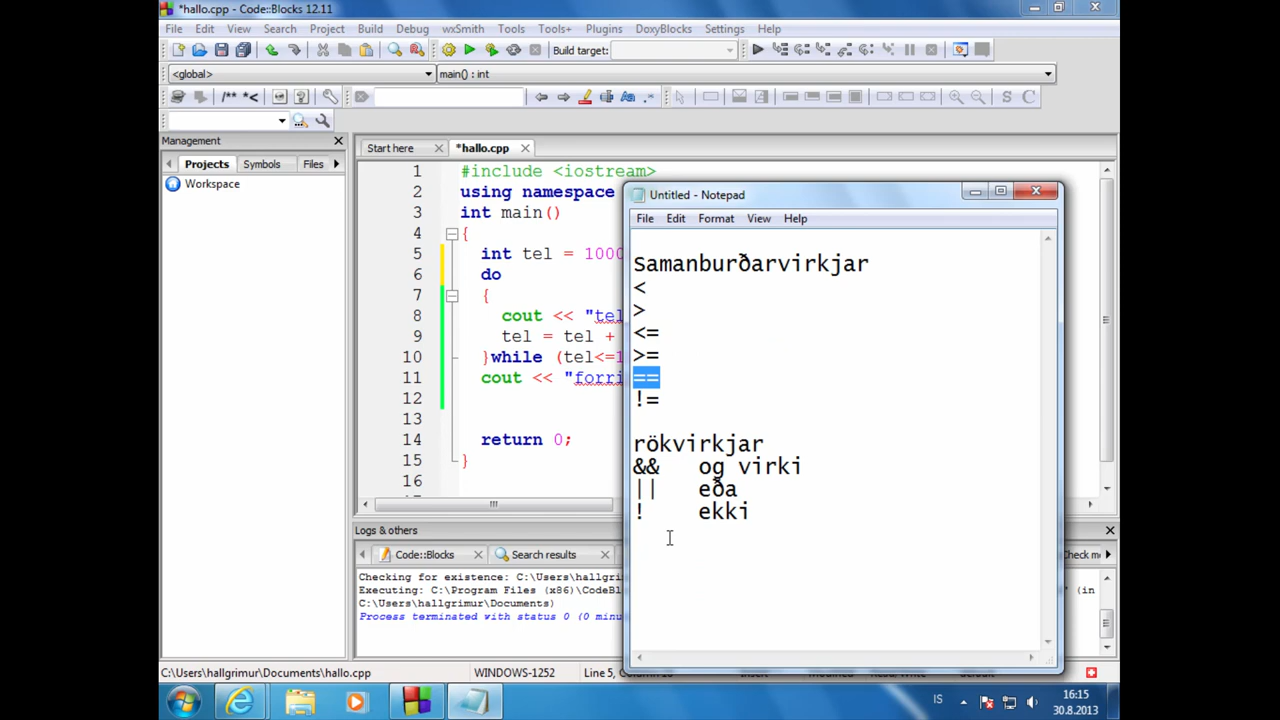 *hallo.cpp - Code::Blocks 12.11
File Edit View Search Project Build Debug wxSmith Tools Tools+ Plugins DoxyBlocks Settings Help
Build target:
<global> main() : int
/** *<
Management
Projects Symbols Files
Workspace
Start here *hallo.cpp
1 #include <iostream>
2 using namespace
3 int main()
4 {
5 int tel = 1000
6 do
7 {
8 cout << "tel
9 tel = tel +
10 }while (tel<=1
11 cout << "forri
12
13
14 return 0;
15 }
16
Untitled - Notepad
File Edit Format View Help
Samanburðarvirkjar
<
>
<=
>=
==
!=
rökvirkjar
&& og virki
|| eða
! ekki
Logs & others
Code::Blocks Search results Check me
Checking for existence: C:\Users\hallgrim
Executing: C:\Program Files (x86)\CodeBl " (in
C:\Users\hallgrimur\Documents)
Process terminated with status 0 (0 minu
C:\Users\hallgrimur\Documents\hallo.cpp WINDOWS-1252 Line 5,
IS 16:15
30.8.2013